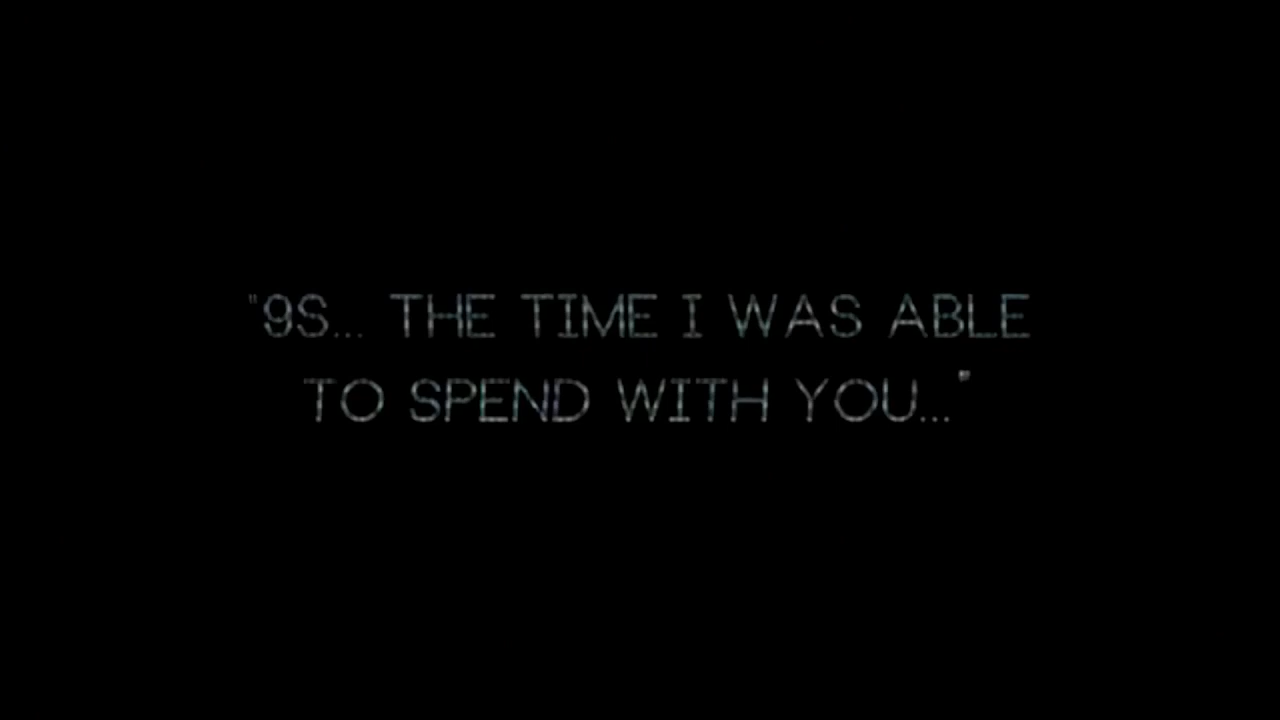 "9S... THE TIME I WAS ABLE
TO SPEND WITH YOU..."